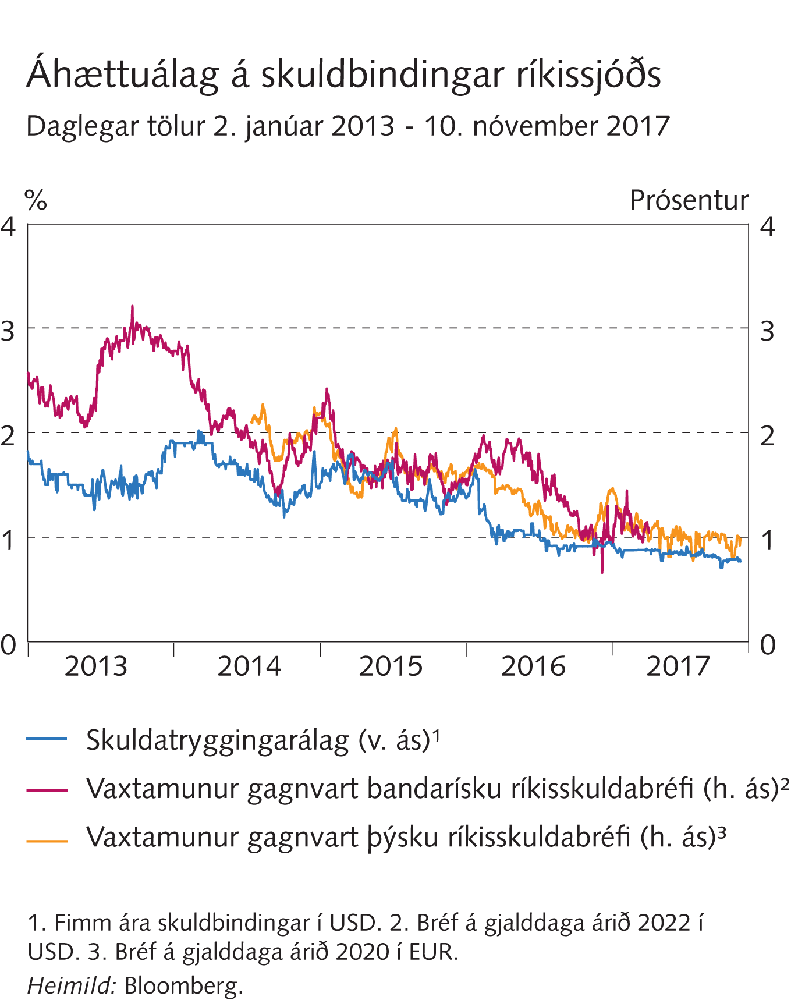 Áhættuálag á skuldbindingar ríkissjóðs
Daglegar tölur 2. janúar 2013 - 10. nóvember 2017
% Prósentur
4 4
3 3
2 2
1 1
0 0
2013 2014 2015 2016 2017
Skuldatryggingarálag (v. ás)¹
Vaxtamunur gagnvart bandarísku ríkisskuldabréfi (h. ás)²
Vaxtamunur gagnvart þýsku ríkisskuldabréfi (h. ás)³
1. Fimm ára skuldbindingar í USD. 2. Bréf á gjalddaga árið 2022 í
USD. 3. Bréf á gjalddaga árið 2020 í EUR.
Heimild: Bloomberg.